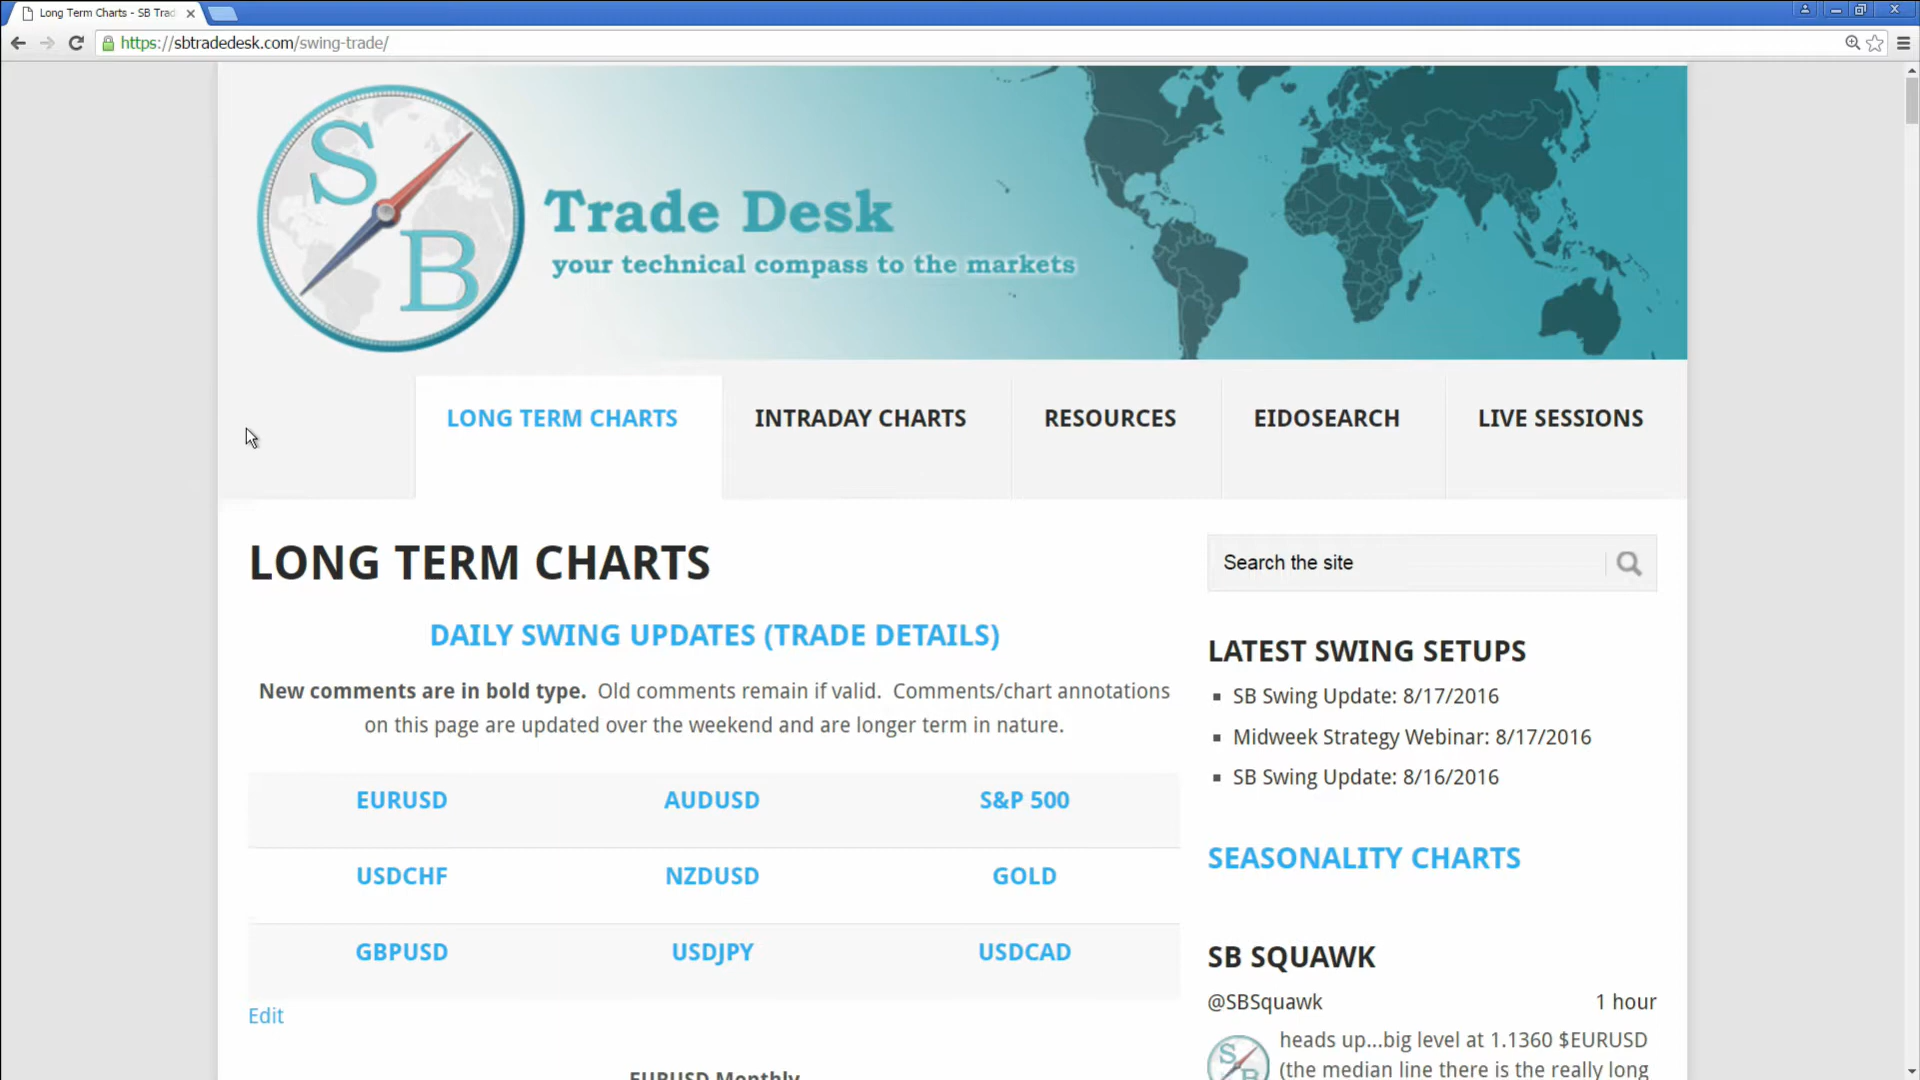 Long Term Charts - SB Trad
https://sbtradedesk.com/swing-trade/
S
B
Trade Desk
your technical compass to the markets
LONG TERM CHARTS
INTRADAY CHARTS
RESOURCES
EIDOSEARCH
LIVE SESSIONS
LONG TERM CHARTS
DAILY SWING UPDATES (TRADE DETAILS)
New comments are in bold type. Old comments remain if valid. Comments/chart annotations
on this page are updated over the weekend and are longer term in nature.
EURUSD AUDUSD S&P 500
USDCHF NZDUSD GOLD
GBPUSD USDJPY USDCAD
Edit
EURUSD Monthly
Search the site
LATEST SWING SETUPS
SB Swing Update: 8/17/2016
Midweek Strategy Webinar: 8/17/2016
SB Swing Update: 8/16/2016
SEASONALITY CHARTS
SB SQUAWK
@SBSquawk 1 hour
heads up...big level at 1.1360 $EURUSD
(the median line there is the really long
S
B